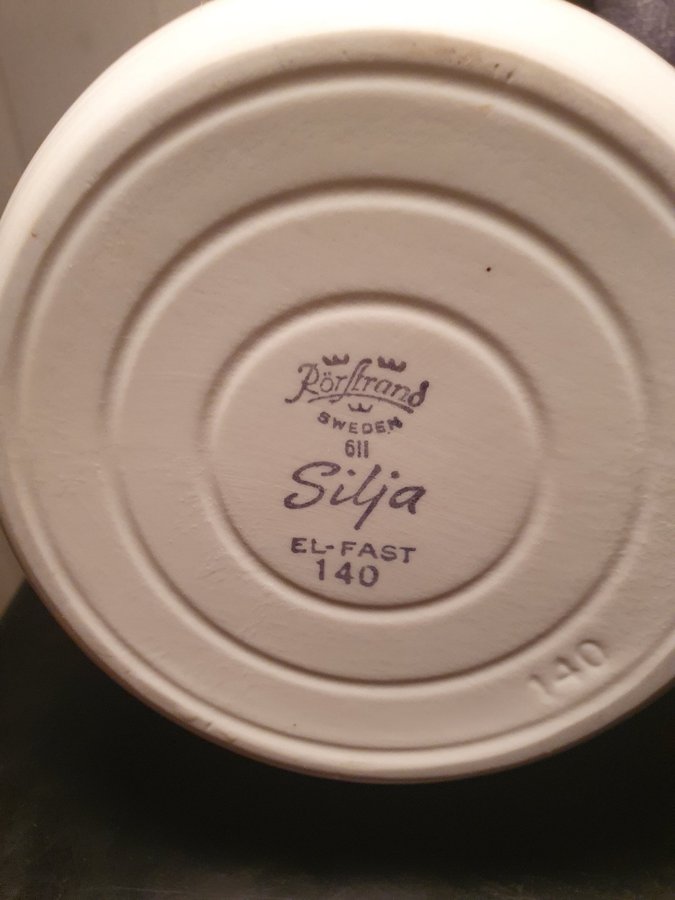 Rörstrand
SWEDEN
611
Silja
EL-FAST
140
140